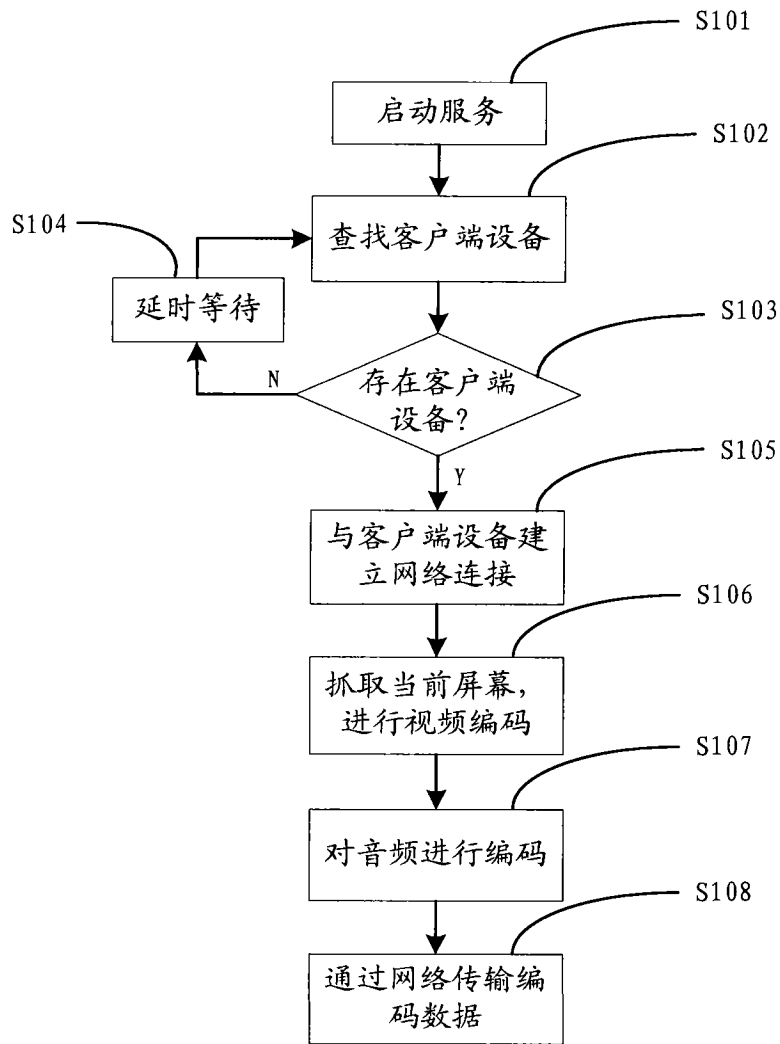 S101
启动服务
S102
查找客户端设备
S104
延时等待
S103
存在客户端
设备?
N
Y
S105
与客户端设备建
立网络连接
S106
抓取当前屏幕,
进行视频编码
S107
对音频进行编码
S108
通过网络传输编
码数据